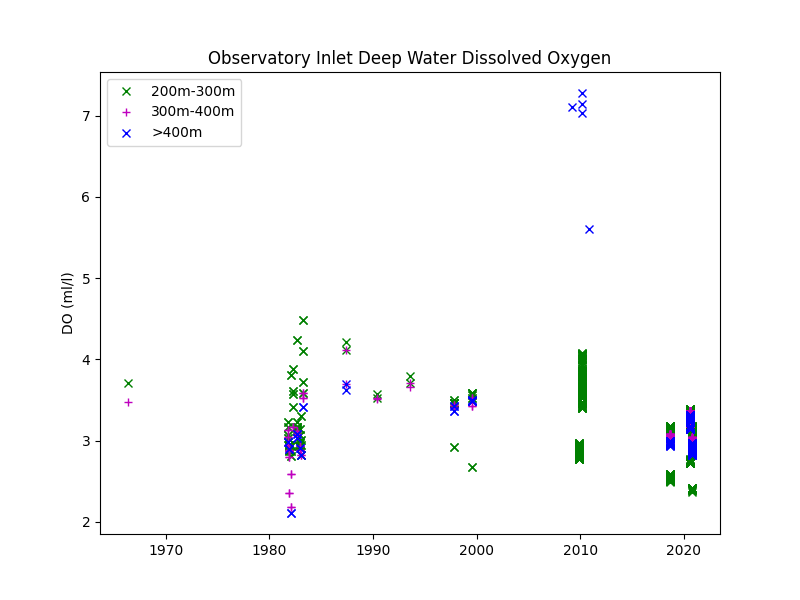 Observatory Inlet Deep Water Dissolved Oxygen
200m-300m
300m-400m
>400m
DO (ml/l)
7
6
5
4
3
2
1970
1980
1990
2000
2010
2020